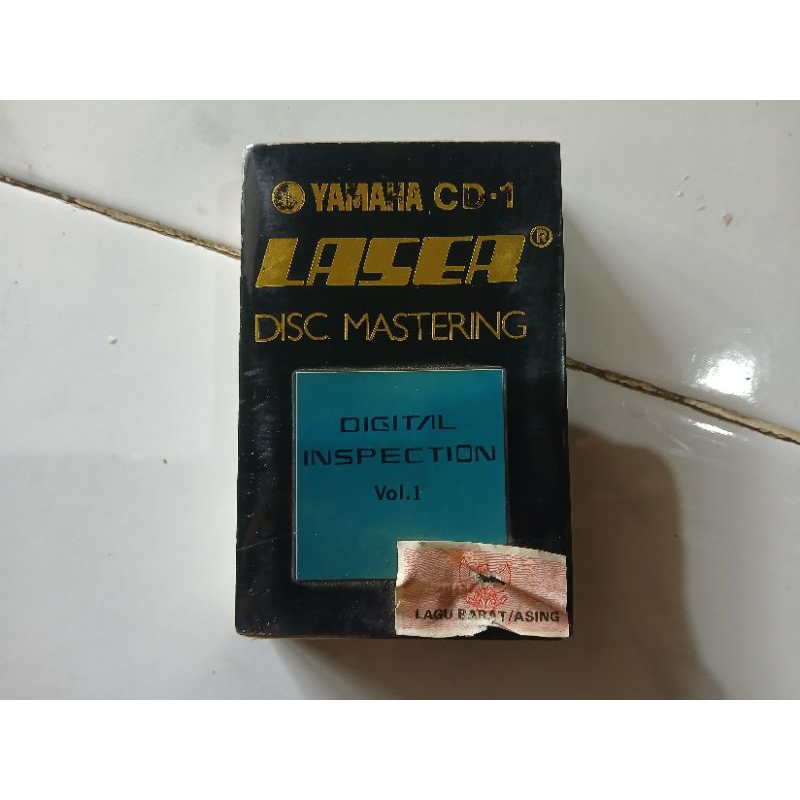 YAMAHA CD·1
LASER®
DISC MASTERING
DIGITAL
INSPECTION
Vol.1
LAGU BARAT/ASING